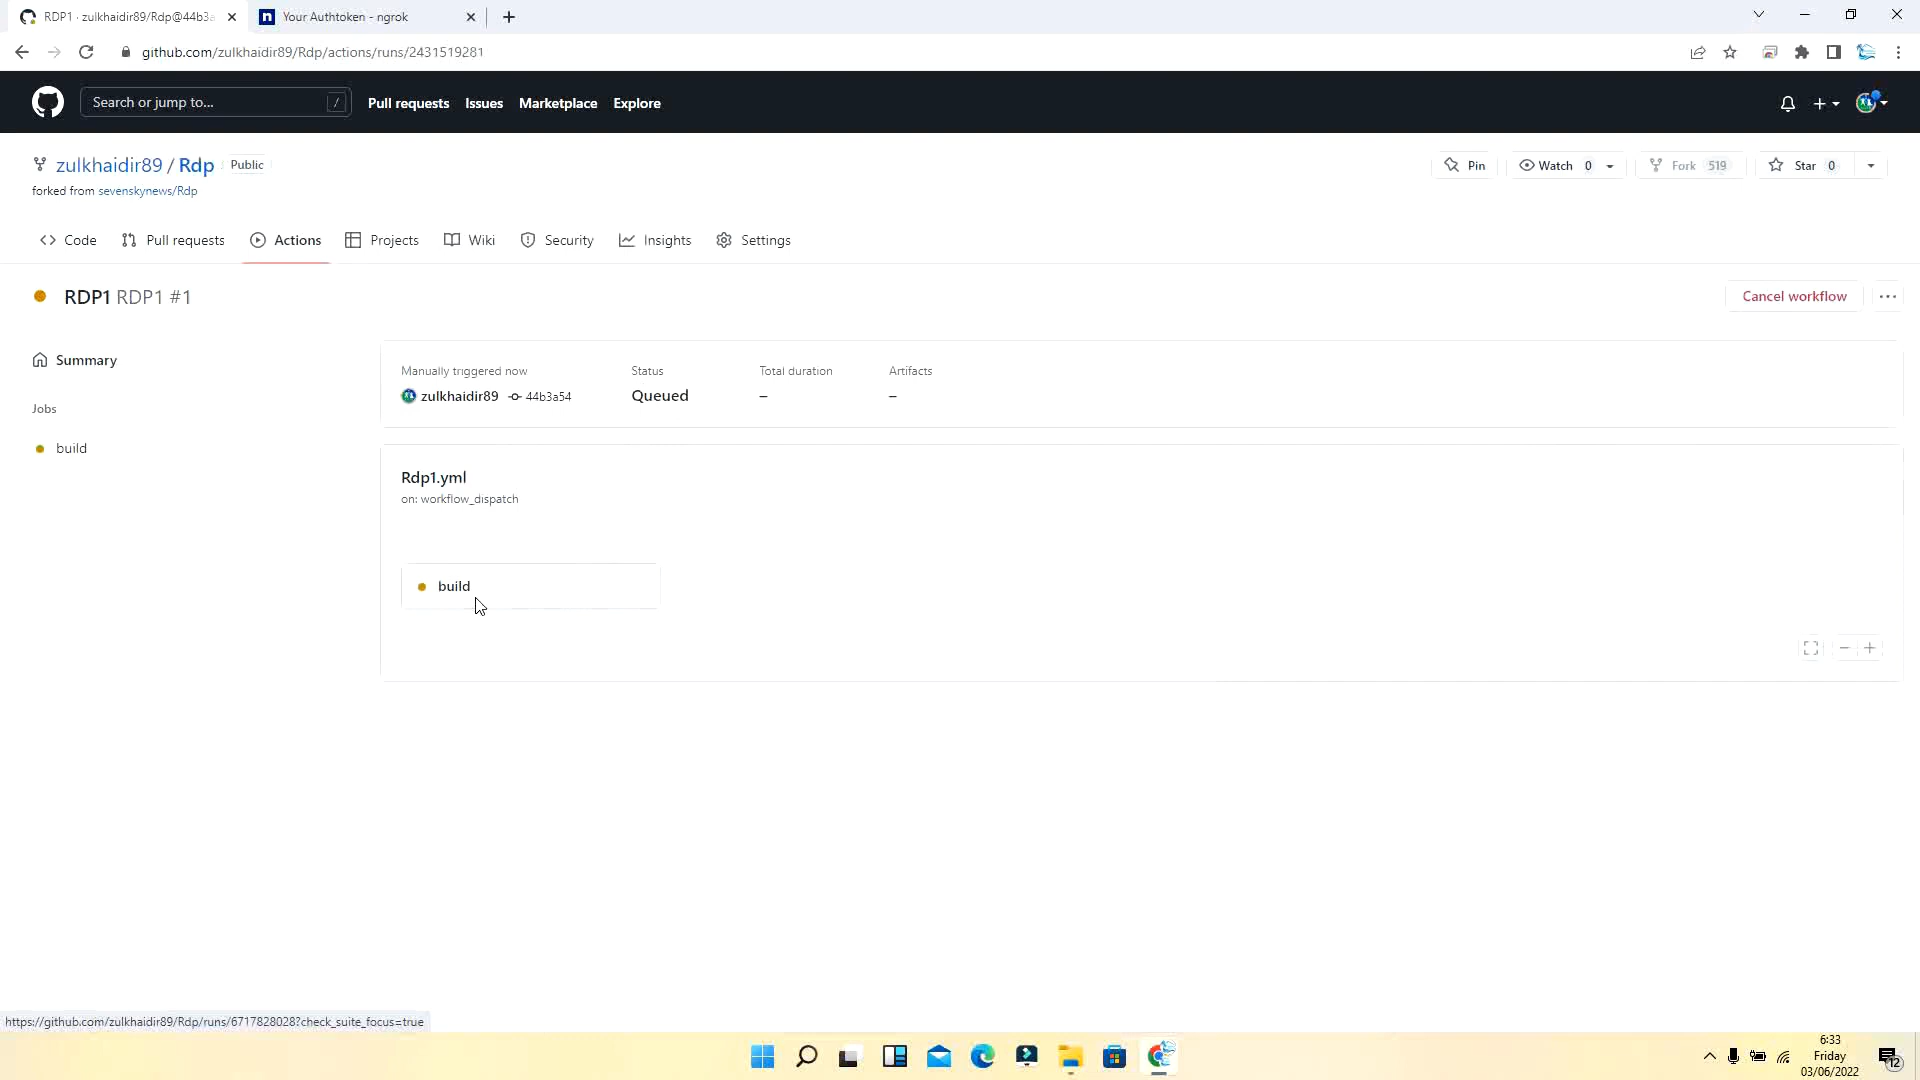 RDP1 · zulkhaidir89/Rdp@44b3a
Your Authtoken - ngrok
github.com/zulkhaidir89/Rdp/actions/runs/2431519281
Search or jump to... /
Pull requests Issues Marketplace Explore
zulkhaidir89 / Rdp Public
Pin Watch 0 Fork 519 Star 0
forked from sevenskynews/Rdp
Code Pull requests Actions Projects Wiki Security Insights Settings
RDP1 RDP1 #1
Cancel workflow
Summary
Jobs
build
Manually triggered now Status Total duration Artifacts
zulkhaidir89 44b3a54 Queued – –
Rdp1.yml
on: workflow_dispatch
build
https://github.com/zulkhaidir89/Rdp/runs/6717828028?check_suite_focus=true
6:33
Friday
03/06/2022
12